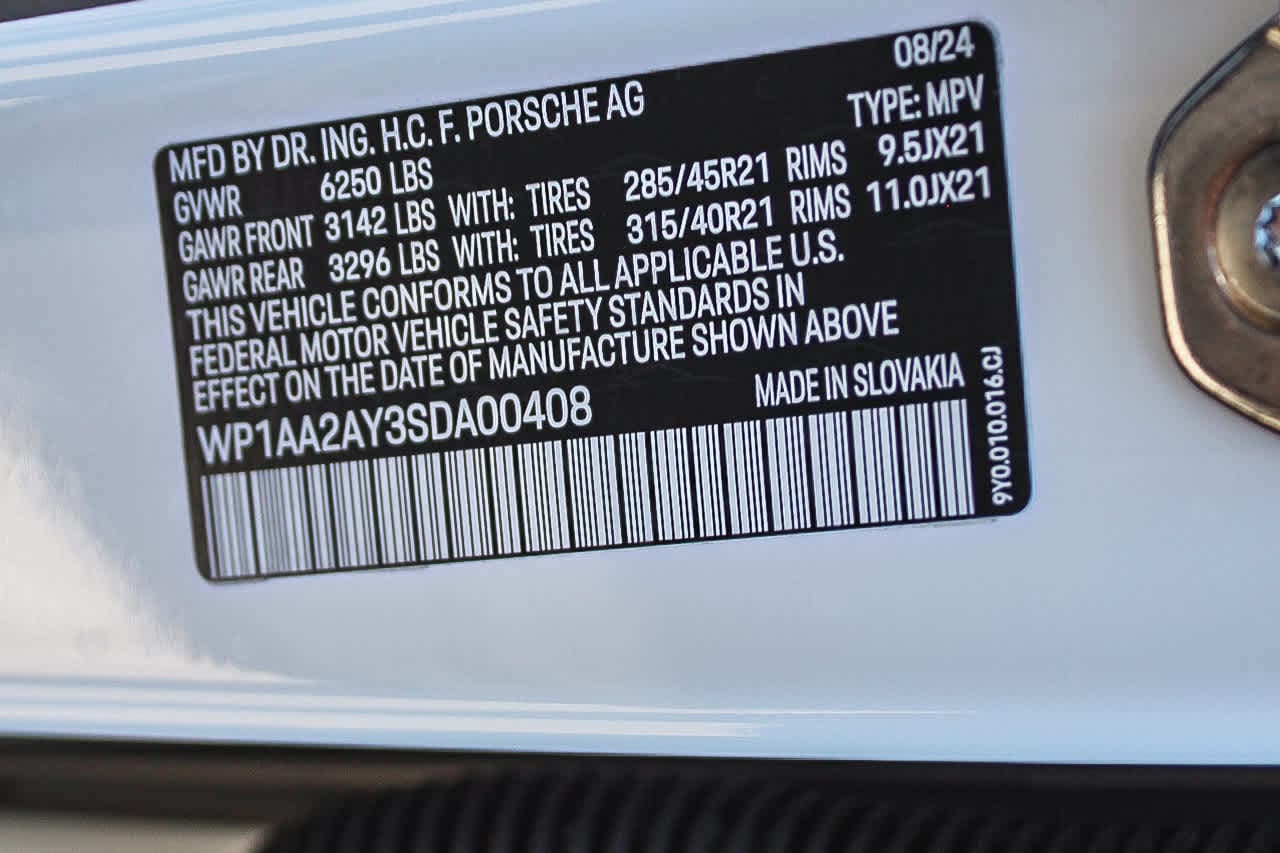 08/24
MFD BY DR. ING. H.C. F. PORSCHE AG TYPE: MPV
GVWR 6250 LBS
GAWR FRONT 3142 LBS WITH: TIRES 285/45R21 RIMS 9.5JX21
GAWR REAR 3296 LBS WITH: TIRES 315/40R21 RIMS 11.0JX21
THIS VEHICLE CONFORMS TO ALL APPLICABLE U.S.
FEDERAL MOTOR VEHICLE SAFETY STANDARDS IN
EFFECT ON THE DATE OF MANUFACTURE SHOWN ABOVE
WP1AA2AY3SDA00408 MADE IN SLOVAKIA
9Y0.010.016.CJ